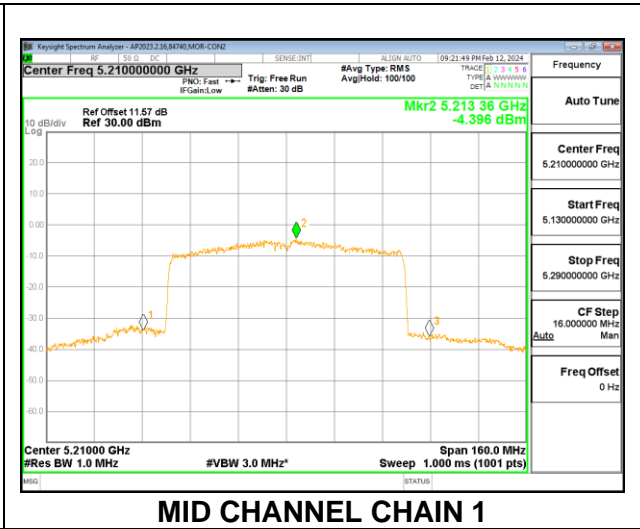 Keysight Spectrum Analyzer - AP2023.2.16,84740,MOR-CON2
RF 50 Ω DC SENSE:INT ALIGN AUTO 09:21:49 PM Feb 12, 2024
Center Freq 5.210000000 GHz
PNO: Fast
IFGain:Low
Trig: Free Run
#Atten: 30 dB
#Avg Type: RMS
Avg|Hold: 100/100
TRACE 1 2 3 4 5 6
TYPE A WWWWW
DET A N N N N N
Frequency
Ref Offset 11.57 dB
10 dB/div Ref 30.00 dBm
Log
Mkr2 5.213 36 GHz
-4.396 dBm
20.0
10.0
0.00
-10.0
-20.0
-30.0
-40.0
-50.0
-60.0
1
2
3
Center 5.21000 GHz Span 160.0 MHz
#Res BW 1.0 MHz #VBW 3.0 MHz* Sweep 1.000 ms (1001 pts)
MSG STATUS
Auto Tune
Center Freq
5.210000000 GHz
Start Freq
5.130000000 GHz
Stop Freq
5.290000000 GHz
CF Step
16.000000 MHz
Auto Man
Freq Offset
0 Hz
MID CHANNEL CHAIN 1